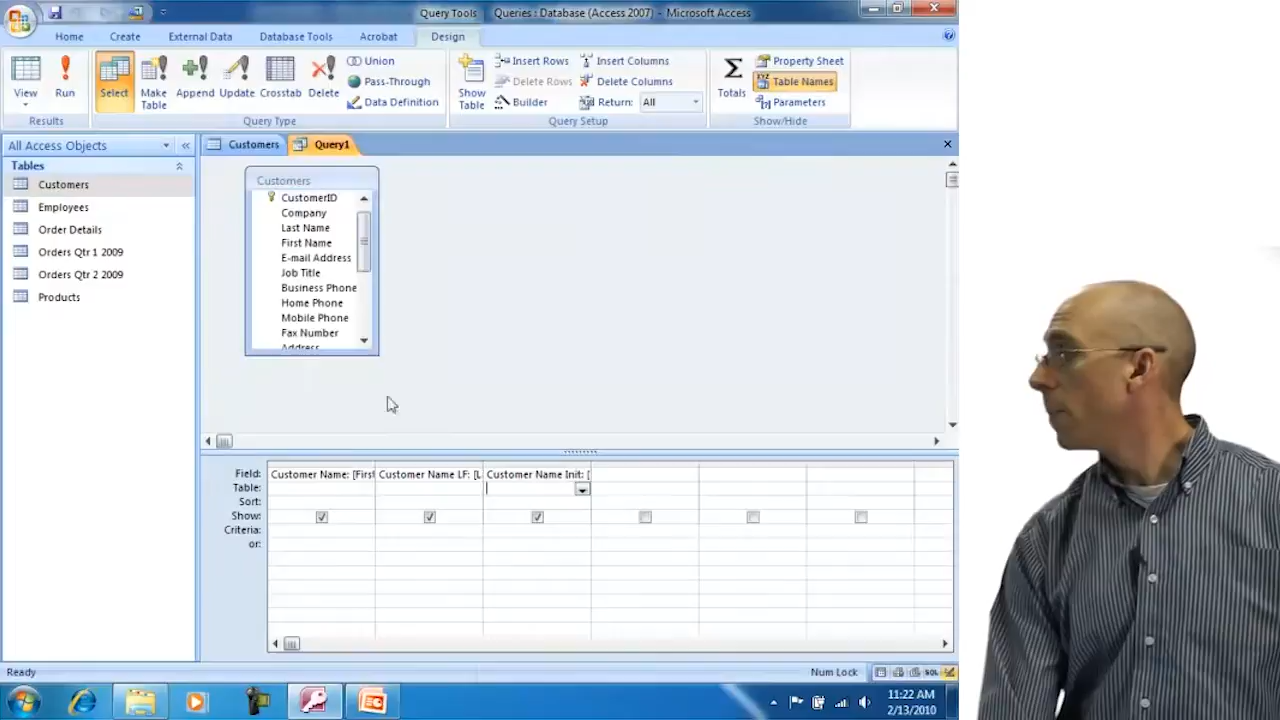 Query Tools
Queries : Database (Access 2007) - Microsoft Access
Home
Create
External Data
Database Tools
Acrobat
Design
View
Run
Results
Select
Make Table
Append
Update
Crosstab
Delete
Union
Pass-Through
Data Definition
Query Type
Show Table
Insert Rows
Delete Rows
Builder
Insert Columns
Delete Columns
Return: All
Query Setup
Totals
Property Sheet
Table Names
Parameters
Show/Hide
All Access Objects
Tables
Customers
Employees
Order Details
Orders Qtr 1 2009
Orders Qtr 2 2009
Products
Customers
Query1
Customers
CustomerID
Company
Last Name
First Name
E-mail Address
Job Title
Business Phone
Home Phone
Mobile Phone
Fax Number
Address
Field: Customer Name: [First Customer Name LF: [L Customer Name Init: [
Table:
Sort:
Show:
Criteria:
or:
Ready
Num Lock
SQL
11:22 AM
2/13/2010